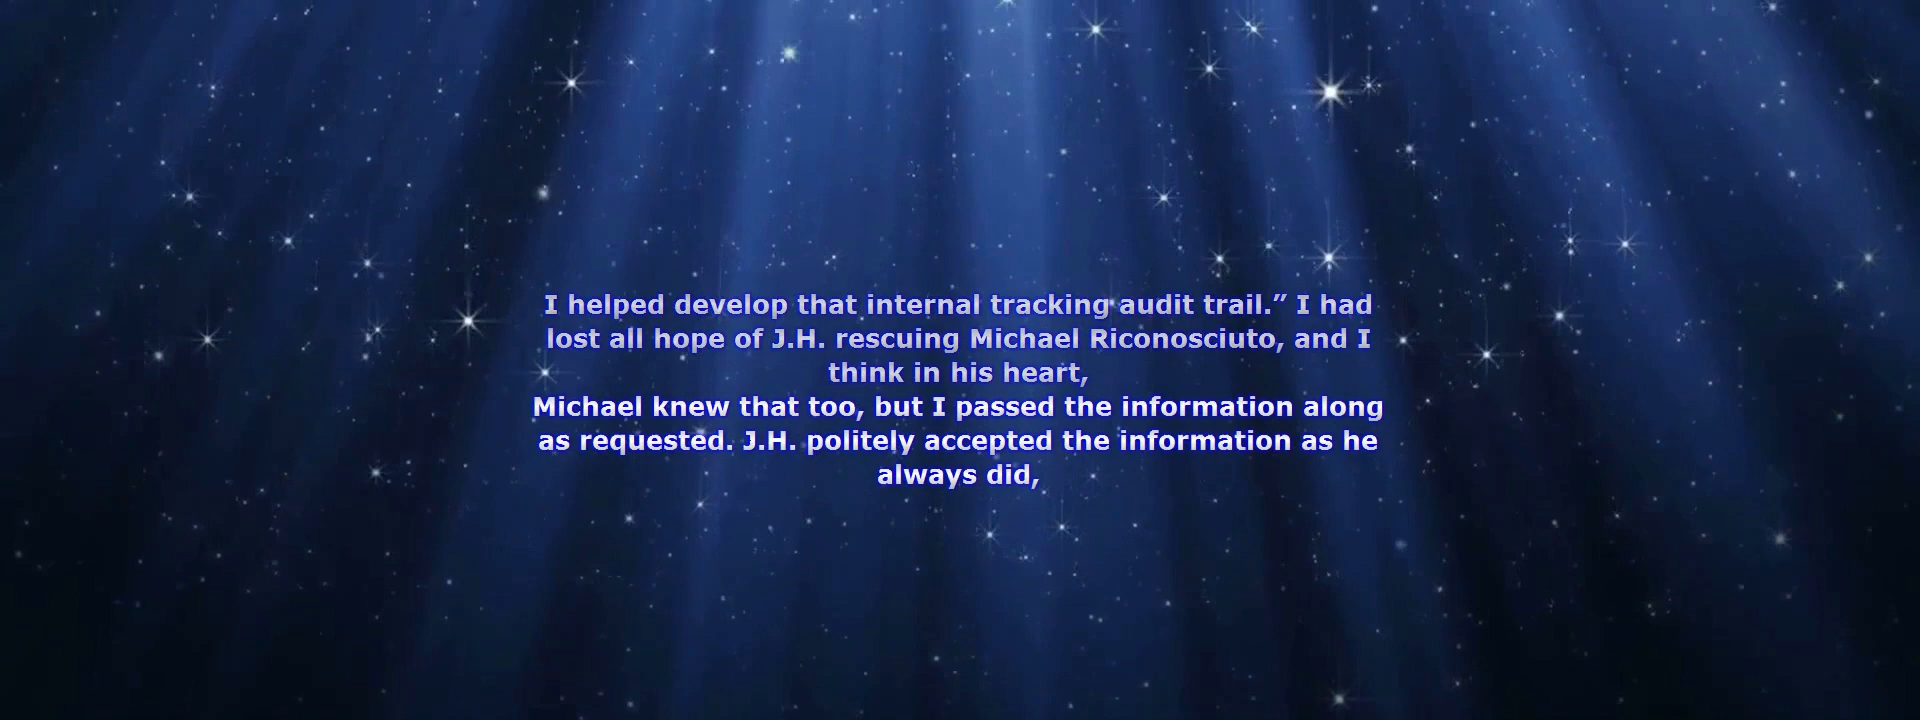 I helped develop that internal tracking audit trail.” I had
lost all hope of J.H. rescuing Michael Riconosciuto, and I
think in his heart,
Michael knew that too, but I passed the information along
as requested. J.H. politely accepted the information as he
always did,